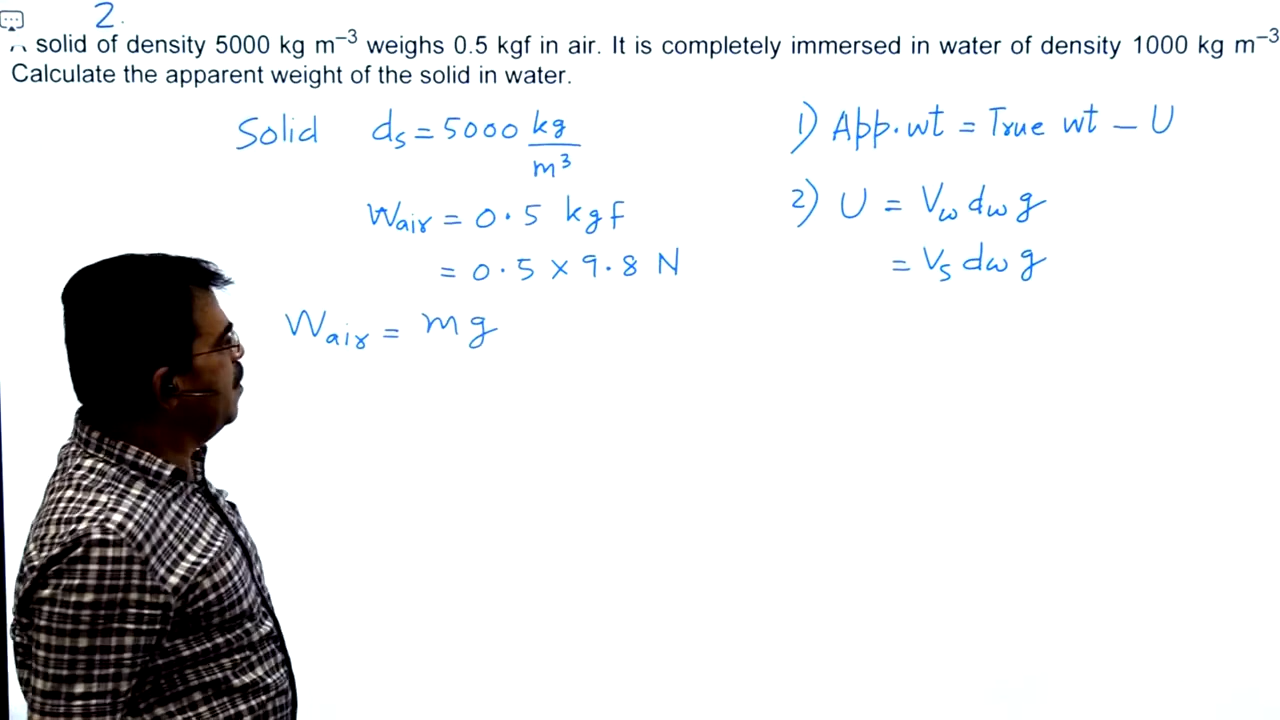 2.
A solid of density 5000 kg m⁻³ weighs 0.5 kgf in air. It is completely immersed in water of density 1000 kg m⁻³
Calculate the apparent weight of the solid in water.
Solid dₛ = 5000 kg/m³
Wair = 0.5 kgf
= 0.5 × 9.8 N
Wair = mg
1) App. wt = True wt – U
2) U = Vw dw g
= Vs dw g